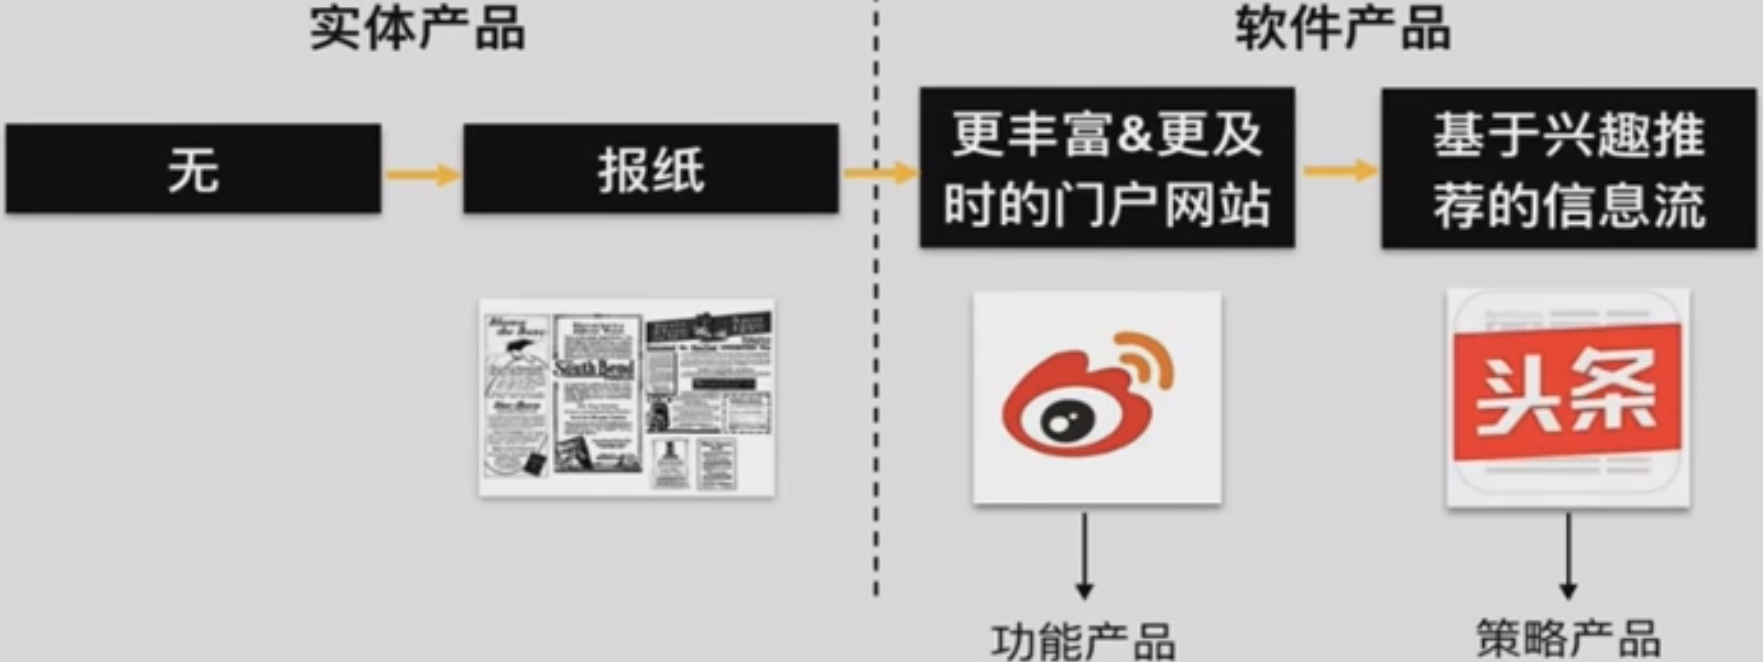 实体产品
软件产品
无
报纸
更丰富&更及
时的门户网站
基于兴趣推
荐的信息流
South Bend
头条
功能产品
策略产品